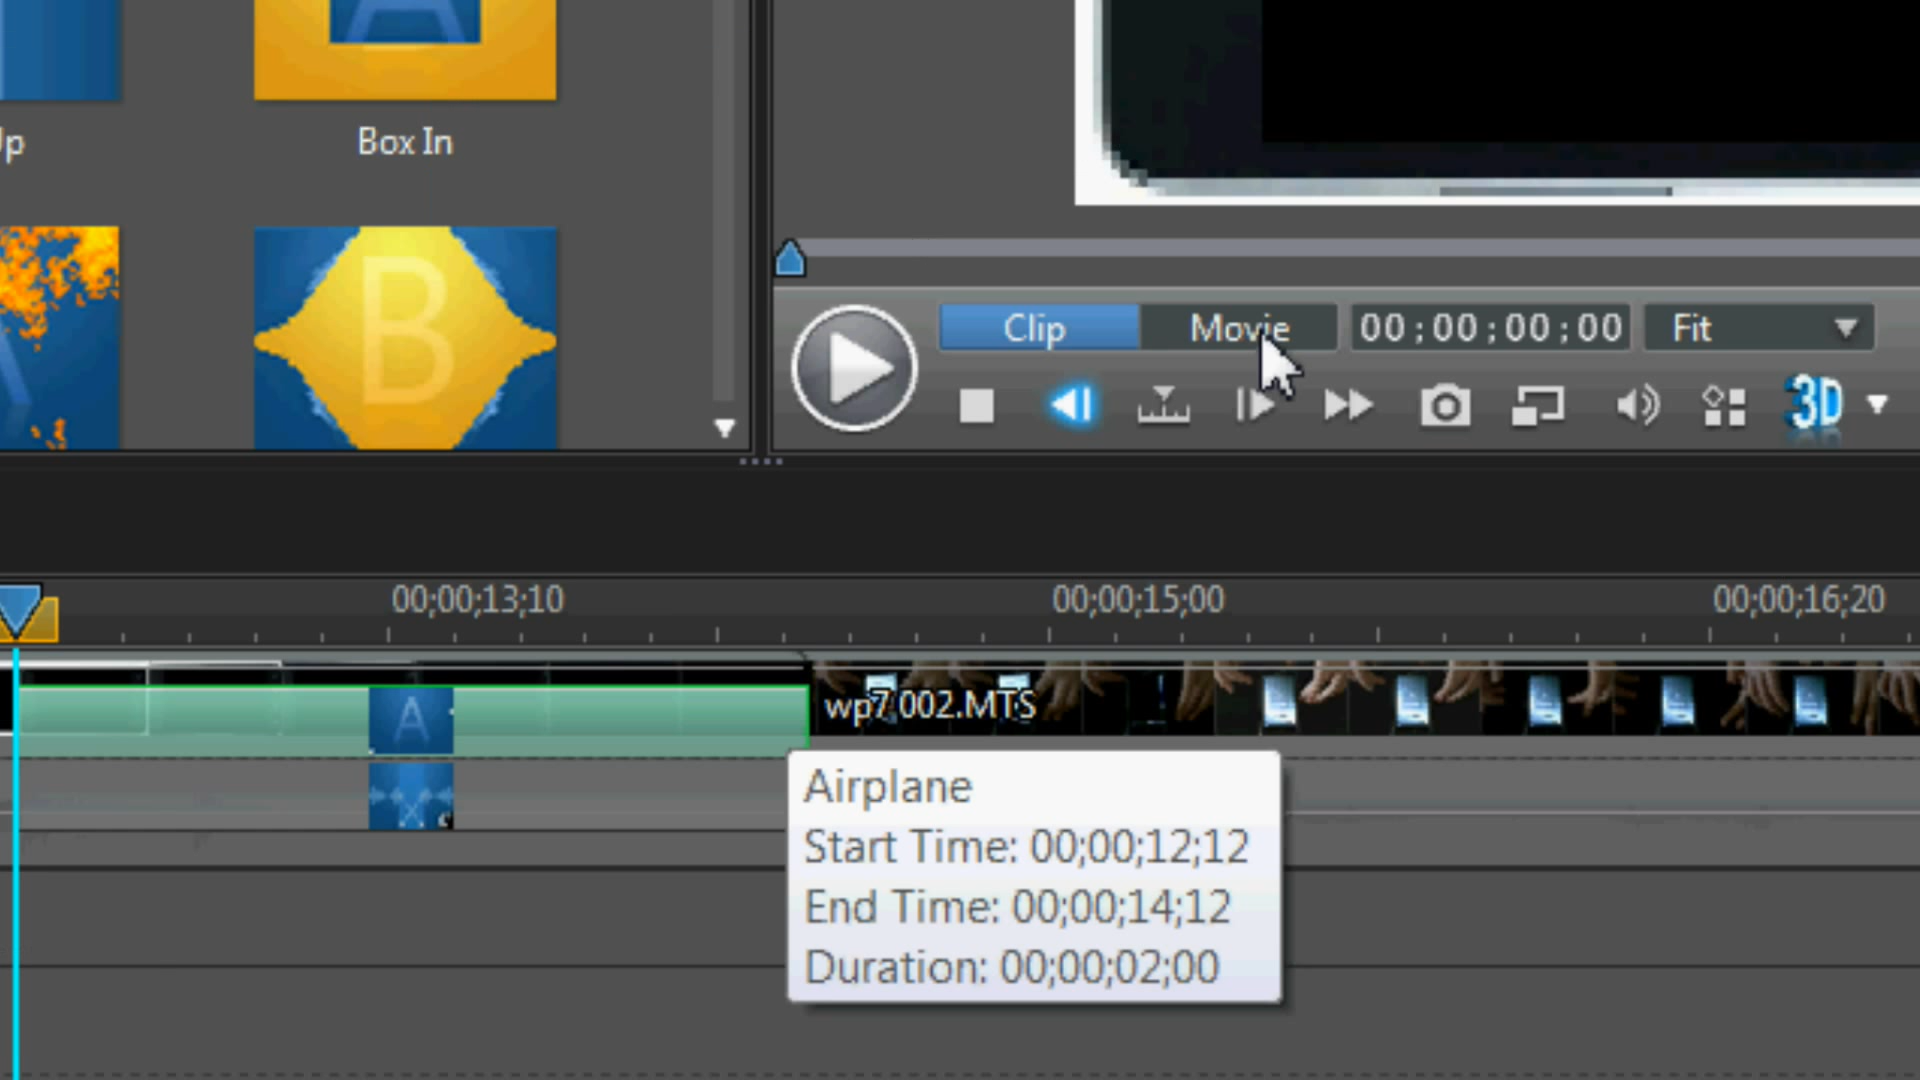 Up
Box In
B
Clip
Movie
00;00;00;00
Fit
3D
00;00;13;10
00;00;15;00
00;00;16;20
A
wp7 002.MTS
Airplane
Start Time: 00;00;12;12
End Time: 00;00;14;12
Duration: 00;00;02;00